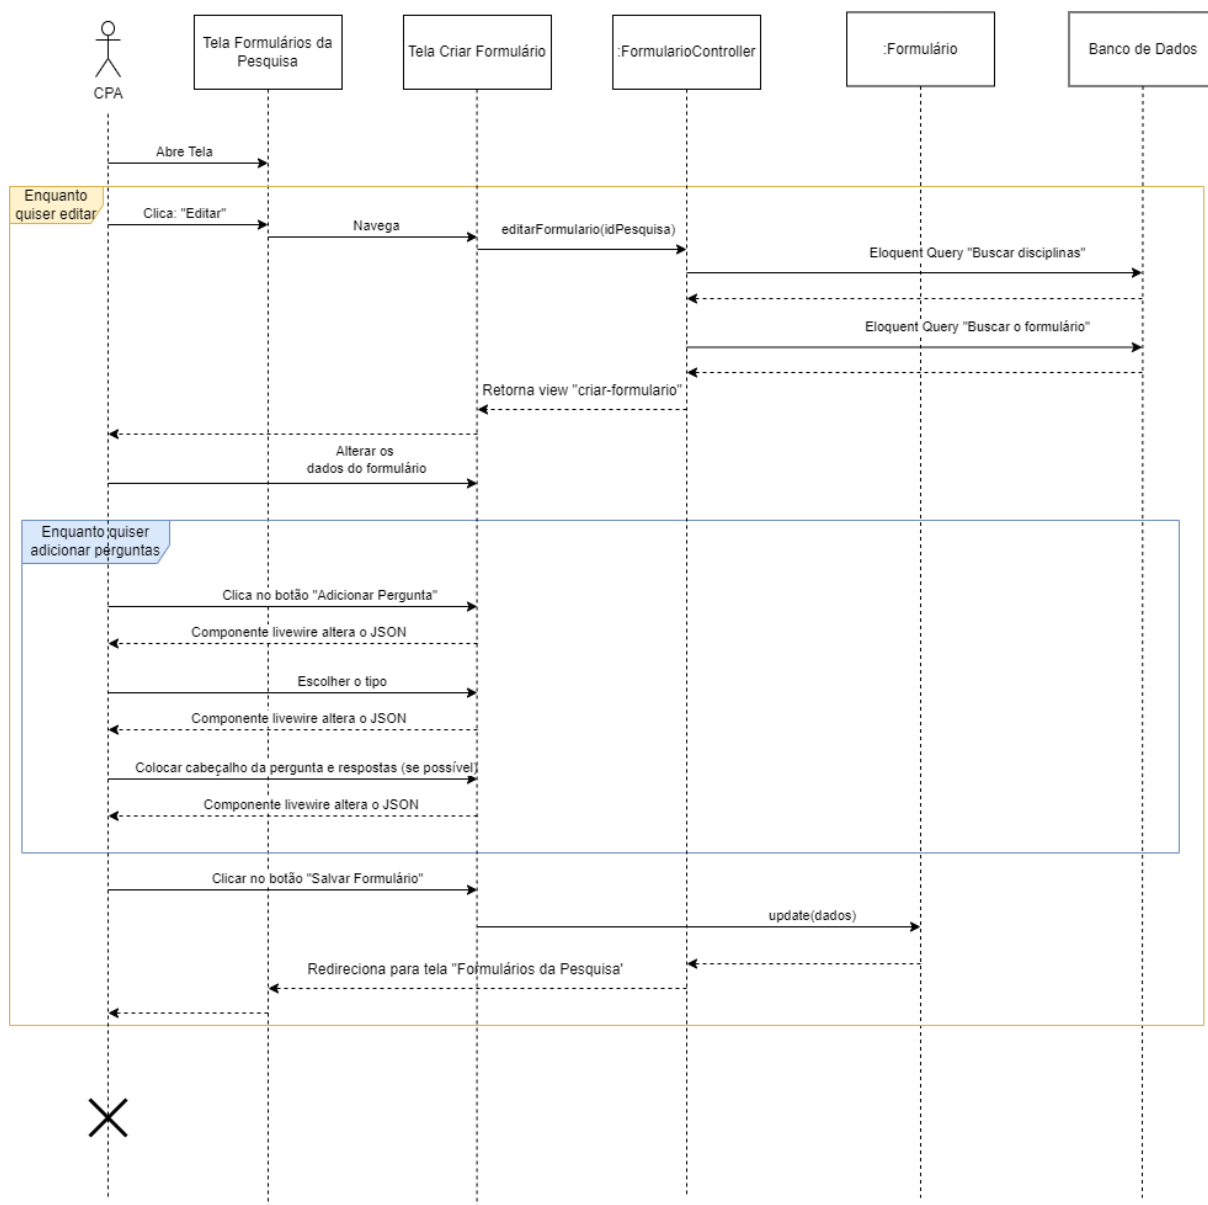 CPA
Tela Formulários da
Pesquisa
Tela Criar Formulário
:FormularioController
:Formulário
Banco de Dados
Abre Tela
Enquanto
quiser editar
Clica: "Editar"
Navega
editarFormulario(idPesquisa)
Eloquent Query "Buscar disciplinas"
Eloquent Query "Buscar o formulário"
Retorna view "criar-formulario"
Alterar os
dados do formulário
Enquanto quiser
adicionar perguntas
Clica no botão "Adicionar Pergunta"
Componente livewire altera o JSON
Escolher o tipo
Componente livewire altera o JSON
Colocar cabeçalho da pergunta e respostas (se possível)
Componente livewire altera o JSON
Clicar no botão "Salvar Formulário"
update(dados)
Redireciona para tela "Formulários da Pesquisa'